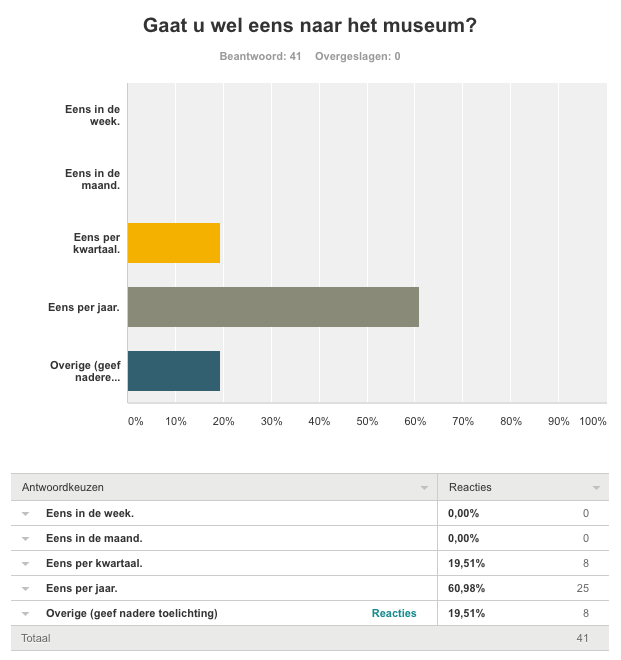 Gaat u wel eens naar het museum?
Beantwoord: 41 Overgeslagen: 0
Eens in de
week.
Eens in de
maand.
Eens per
kwartaal.
Eens per jaar.
Overige (geef
nadere...
0% 10% 20% 30% 40% 50% 60% 70% 80% 90% 100%
Antwoordkeuzen Reacties
Eens in de week. 0,00% 0
Eens in de maand. 0,00% 0
Eens per kwartaal. 19,51% 8
Eens per jaar. 60,98% 25
Overige (geef nadere toelichting) Reacties 19,51% 8
Totaal 41